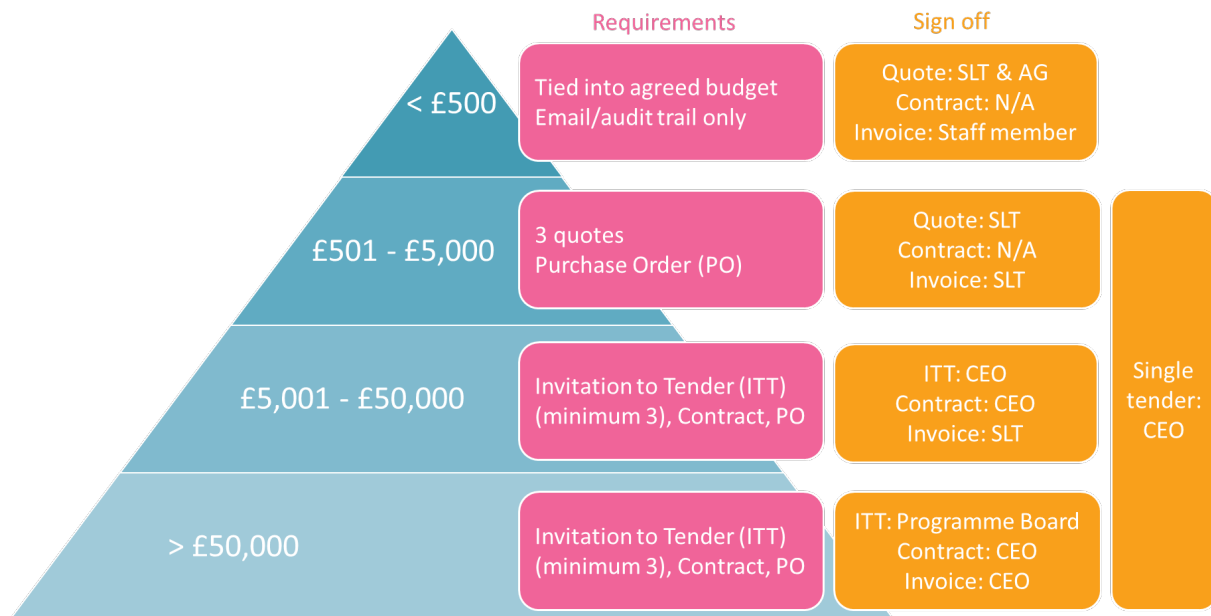 Requirements
Sign off
< £500
Tied into agreed budget
Email/audit trail only
Quote: SLT & AG
Contract: N/A
Invoice: Staff member
£501 - £5,000
3 quotes
Purchase Order (PO)
Quote: SLT
Contract: N/A
Invoice: SLT
£5,001 - £50,000
Invitation to Tender (ITT)
(minimum 3), Contract, PO
ITT: CEO
Contract: CEO
Invoice: SLT
> £50,000
Invitation to Tender (ITT)
(minimum 3), Contract, PO
ITT: Programme Board
Contract: CEO
Invoice: CEO
Single
tender:
CEO